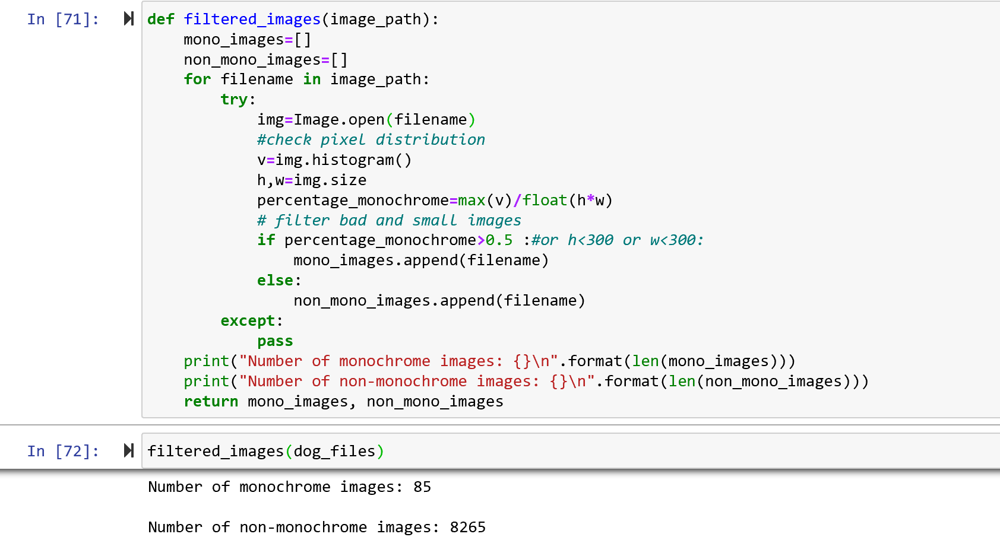 In [71]:
def filtered_images(image_path):
    mono_images=[]
    non_mono_images=[]
    for filename in image_path:
        try:
            img=Image.open(filename)
            #check pixel distribution
            v=img.histogram()
            h,w=img.size
            percentage_monochrome=max(v)/float(h*w)
            # filter bad and small images
            if percentage_monochrome>0.5 :#or h<300 or w<300:
                mono_images.append(filename)
            else:
                non_mono_images.append(filename)
        except:
            pass
    print("Number of monochrome images: {}\n".format(len(mono_images)))
    print("Number of non-monochrome images: {}\n".format(len(non_mono_images)))
    return mono_images, non_mono_images
In [72]:
filtered_images(dog_files)
Number of monochrome images: 85
Number of non-monochrome images: 8265